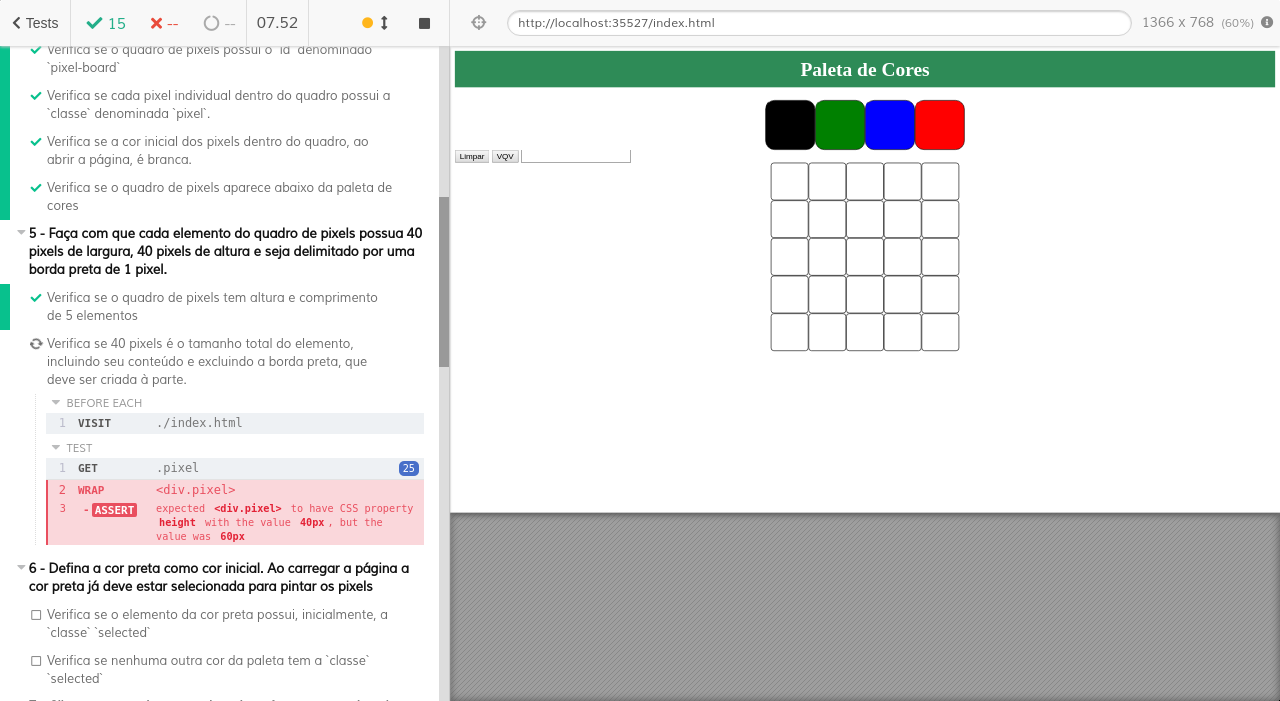 Tests
15
--
--
07.52
http://localhost:35527/index.html
1366 x 768 (60%)
Verifica se o quadro de pixels possui o `id` denominado
`pixel-board`
Verifica se cada pixel individual dentro do quadro possui a
`classe` denominada `pixel`.
Verifica se a cor inicial dos pixels dentro do quadro, ao
abrir a página, é branca.
Verifica se o quadro de pixels aparece abaixo da paleta de
cores
5 - Faça com que cada elemento do quadro de pixels possua 40
pixels de largura, 40 pixels de altura e seja delimitado por uma
borda preta de 1 pixel.
Verifica se o quadro de pixels tem altura e comprimento
de 5 elementos
Verifica se 40 pixels é o tamanho total do elemento,
incluindo seu conteúdo e excluindo a borda preta, que
deve ser criada à parte.
BEFORE EACH
1 VISIT ./index.html
TEST
1 GET .pixel 25
2 WRAP <div.pixel>
3 - ASSERT expected <div.pixel> to have CSS property
height with the value 40px, but the
value was 60px
6 - Defina a cor preta como cor inicial. Ao carregar a página a
cor preta já deve estar selecionada para pintar os pixels
Verifica se o elemento da cor preta possui, inicialmente, a
`classe` `selected`
Verifica se nenhuma outra cor da paleta tem a `classe`
`selected`
Paleta de Cores
Limpar VQV